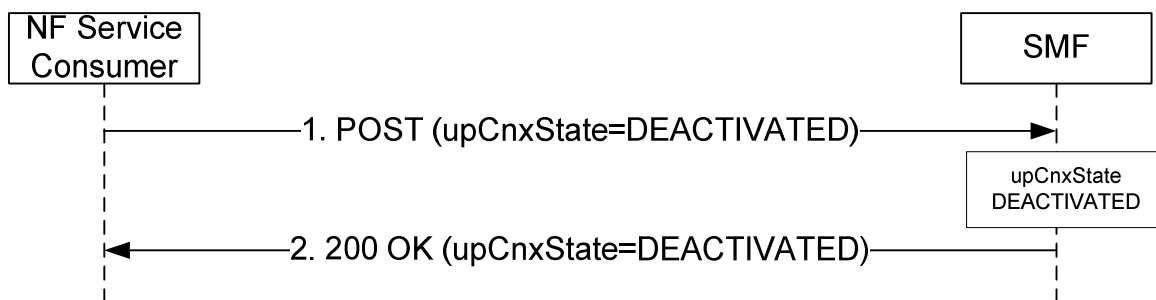 NF Service
Consumer
SMF
1. POST (upCnxState=DEACTIVATED)
upCnxState
DEACTIVATED
2. 200 OK (upCnxState=DEACTIVATED)